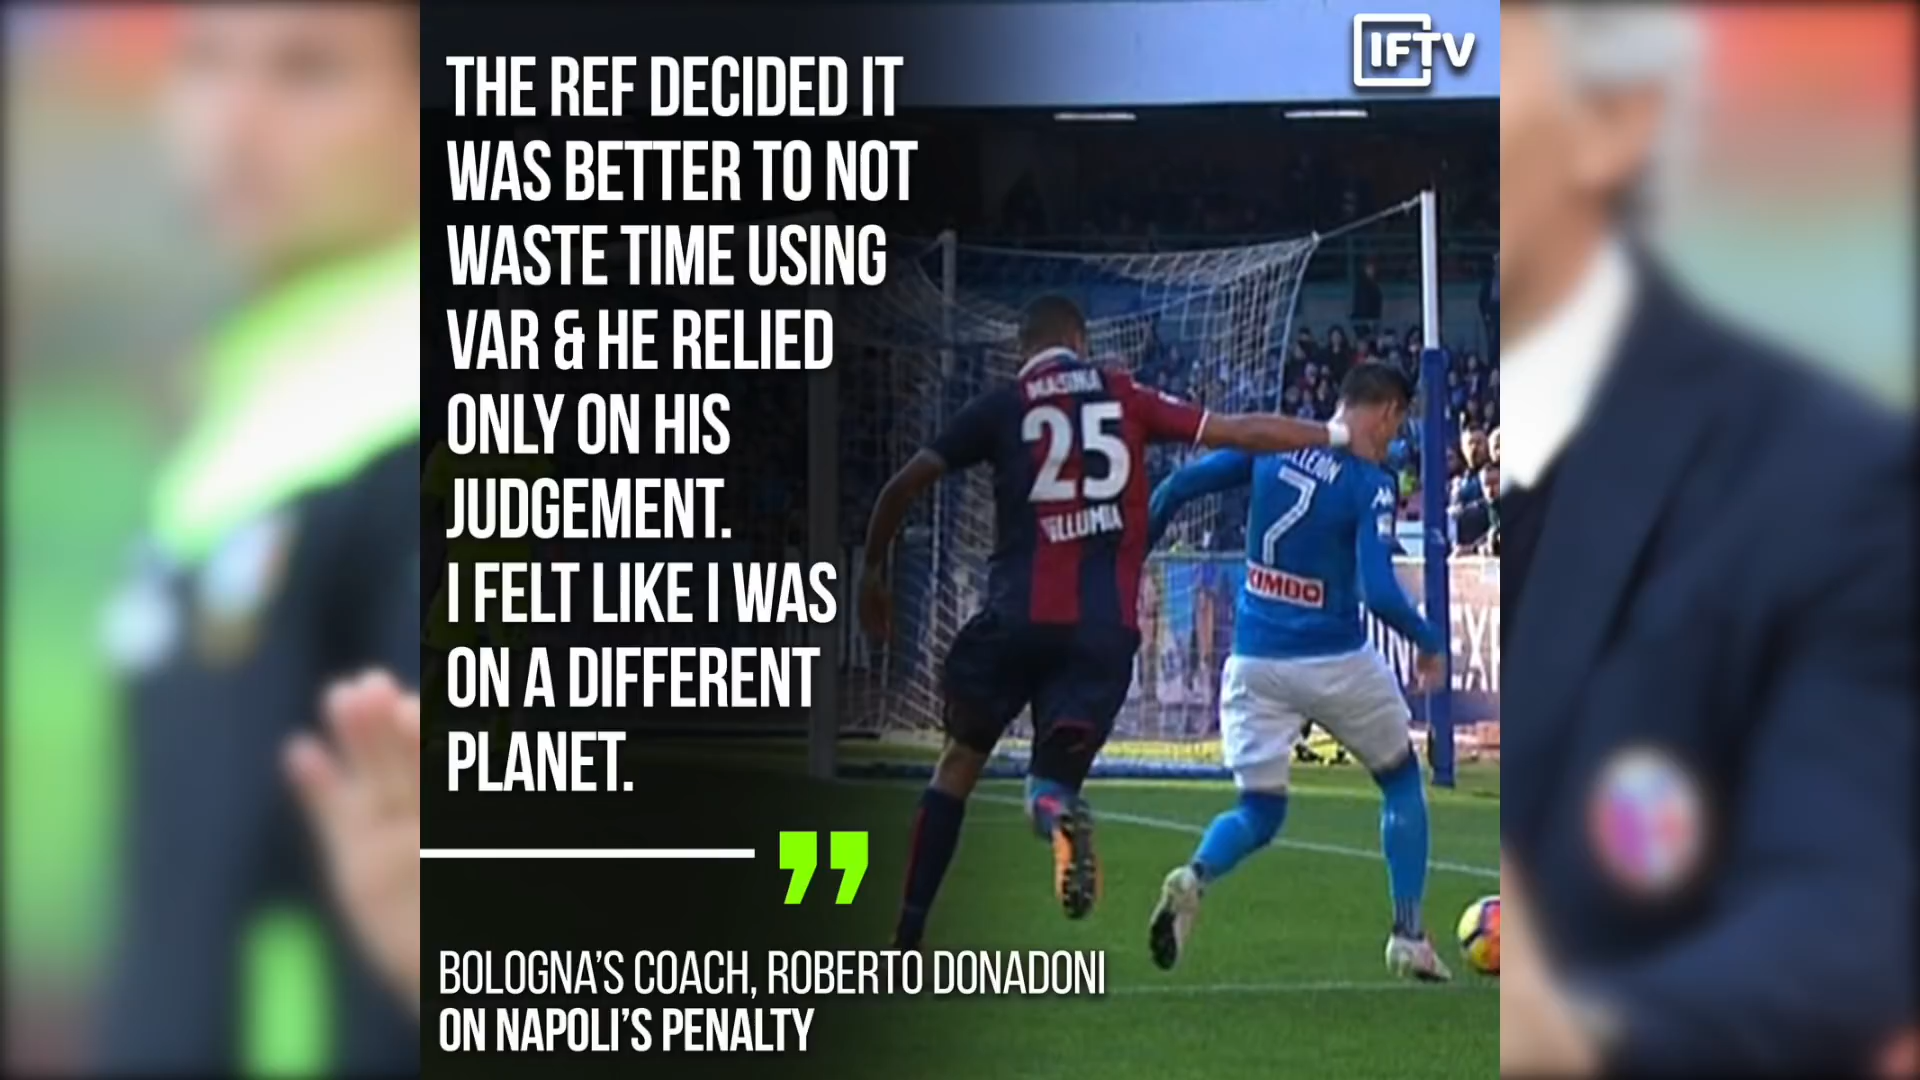 IFTV
THE REF DECIDED IT
WAS BETTER TO NOT
WASTE TIME USING
VAR & HE RELIED
ONLY ON HIS
JUDGEMENT.
I FELT LIKE I WAS
ON A DIFFERENT
PLANET.
”
BOLOGNA’S COACH, ROBERTO DONADONI
ON NAPOLI’S PENALTY
MASINA
25
7
KIMBO